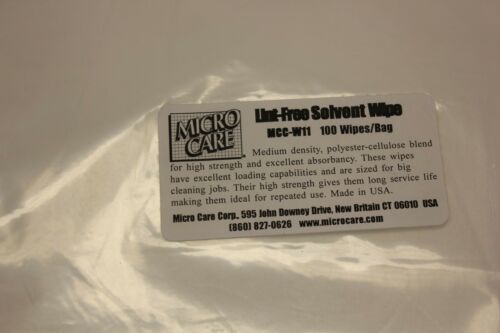 MICRO
CARE
Lint-Free Solvent Wipe
MCC-W11 100 Wipes/Bag
Medium density, polyester-cellulose blend
for high strength and excellent absorbancy. These wipes
have excellent loading capabilities and are sized for big
cleaning jobs. Their high strength gives them long service life
making them ideal for repeated use. Made in USA.
Micro Care Corp. 595 John Downey Drive, New Britain CT 06010 USA
(860) 827-0626 www.microcare.com